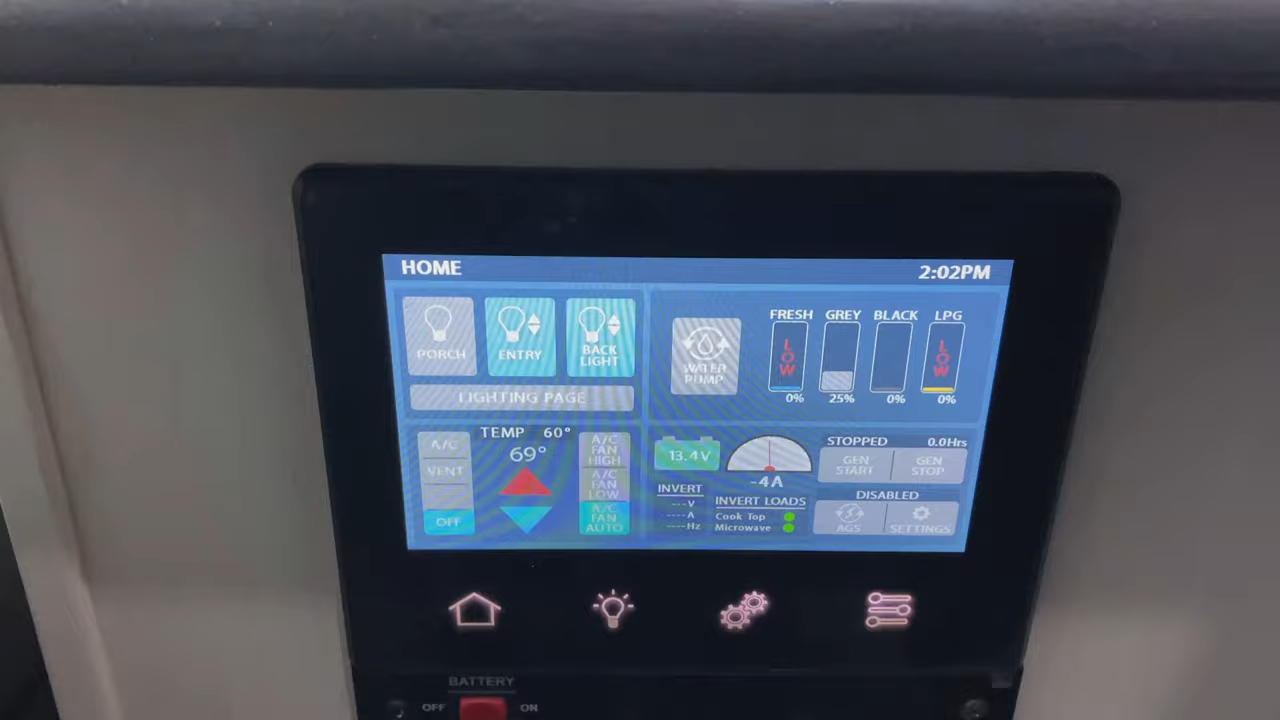 HOME
2:02PM
PORCH
ENTRY
BACK
LIGHT
LIGHTING PAGE
WATER
PUMP
FRESH GREY BLACK LPG
LOW
LOW
0% 25% 0% 0%
TEMP 60°
69°
A/C
VENT
OFF
A/C
FAN
HIGH
A/C
FAN
LOW
A/C
FAN
AUTO
13.4V
-4A
INVERT
---V
----A
----Hz
INVERT LOADS
Cook Top
Microwave
STOPPED 0.0Hrs
GEN
START
GEN
STOP
DISABLED
AGS
SETTINGS
BATTERY
OFF ON